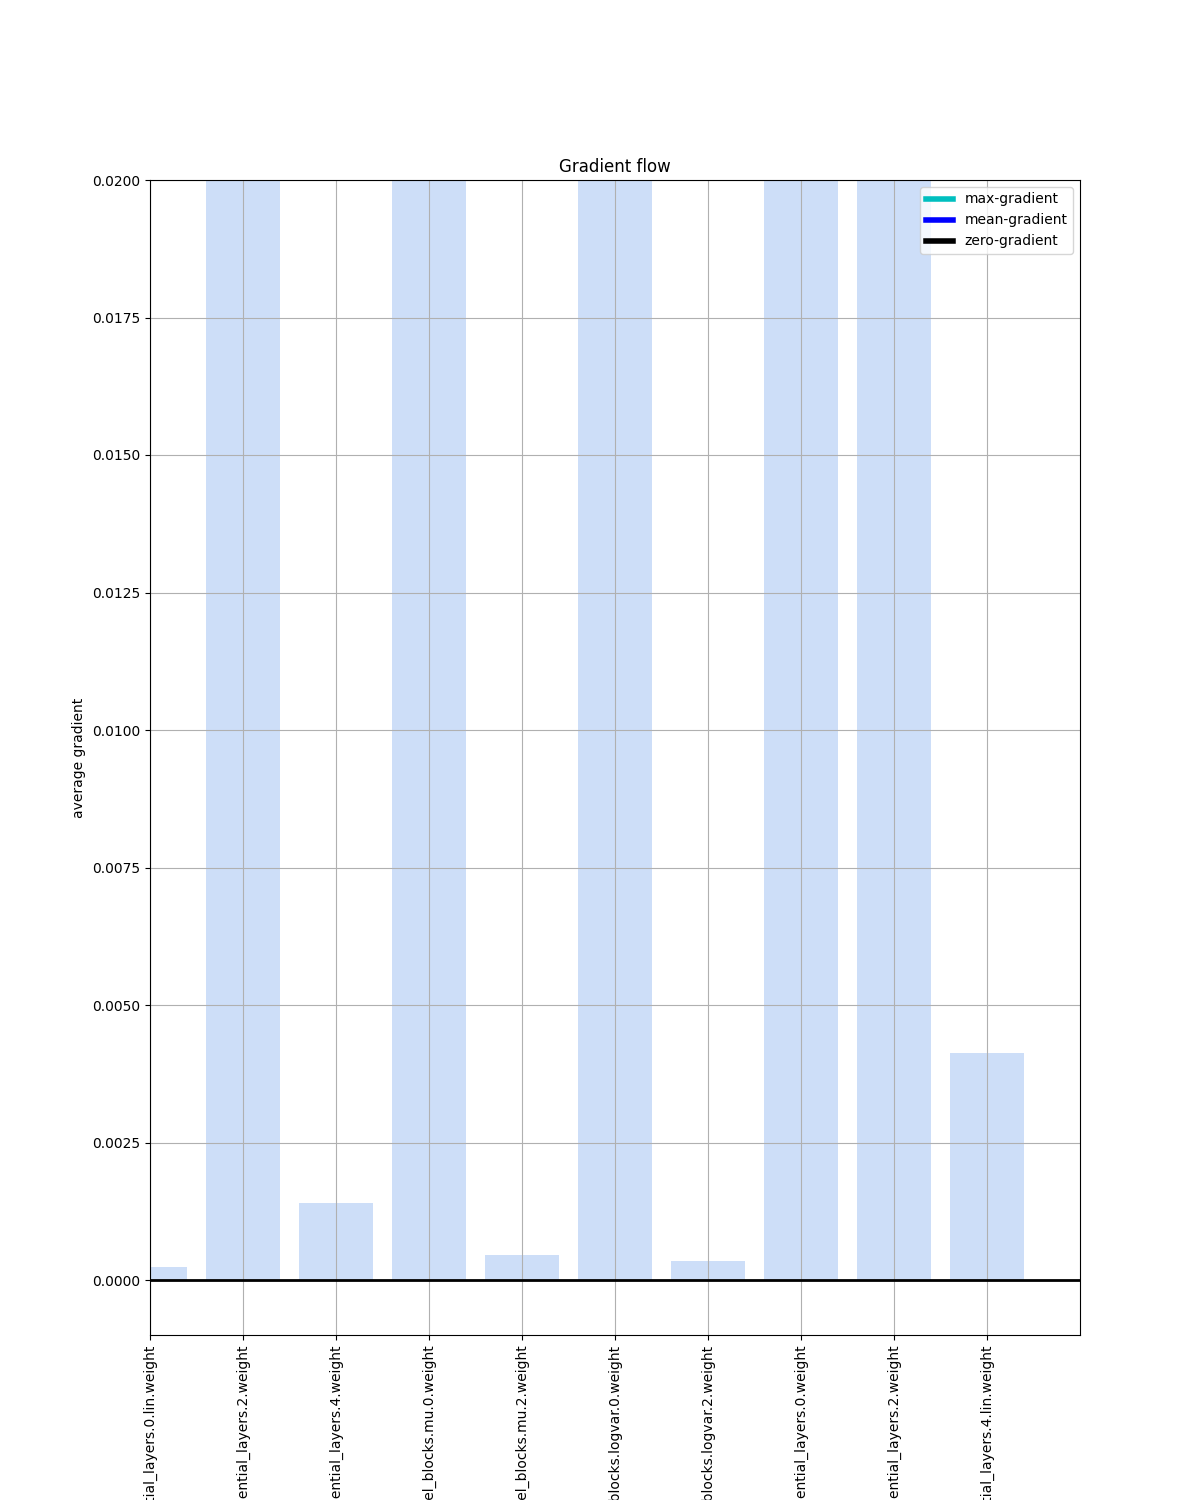 Gradient flow
max-gradient
mean-gradient
zero-gradient
0.0200
0.0175
0.0150
0.0125
0.0100
0.0075
0.0050
0.0025
0.0000
average gradient
tial_layers.0.lin.weight
ential_layers.2.weight
ential_layers.4.weight
el_blocks.mu.0.weight
el_blocks.mu.2.weight
blocks.logvar.0.weight
blocks.logvar.2.weight
ential_layers.0.weight
ential_layers.2.weight
tial_layers.4.lin.weight